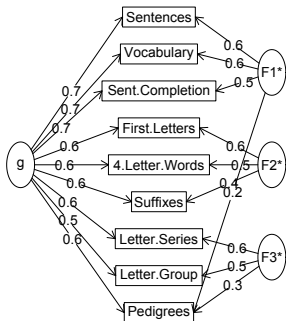 Sentences
0.6
Vocabulary
0.6
F1*
0.7
Sent.Completion
0.5
0.7
0.7
First.Letters
0.6
0.6
g
0.6
4.Letter.Words
0.5
F2*
0.6
0.4
0.2
Suffixes
0.6
Letter.Series
0.6
0.5
F3*
Letter.Group
0.5
0.6
0.3
Pedigrees